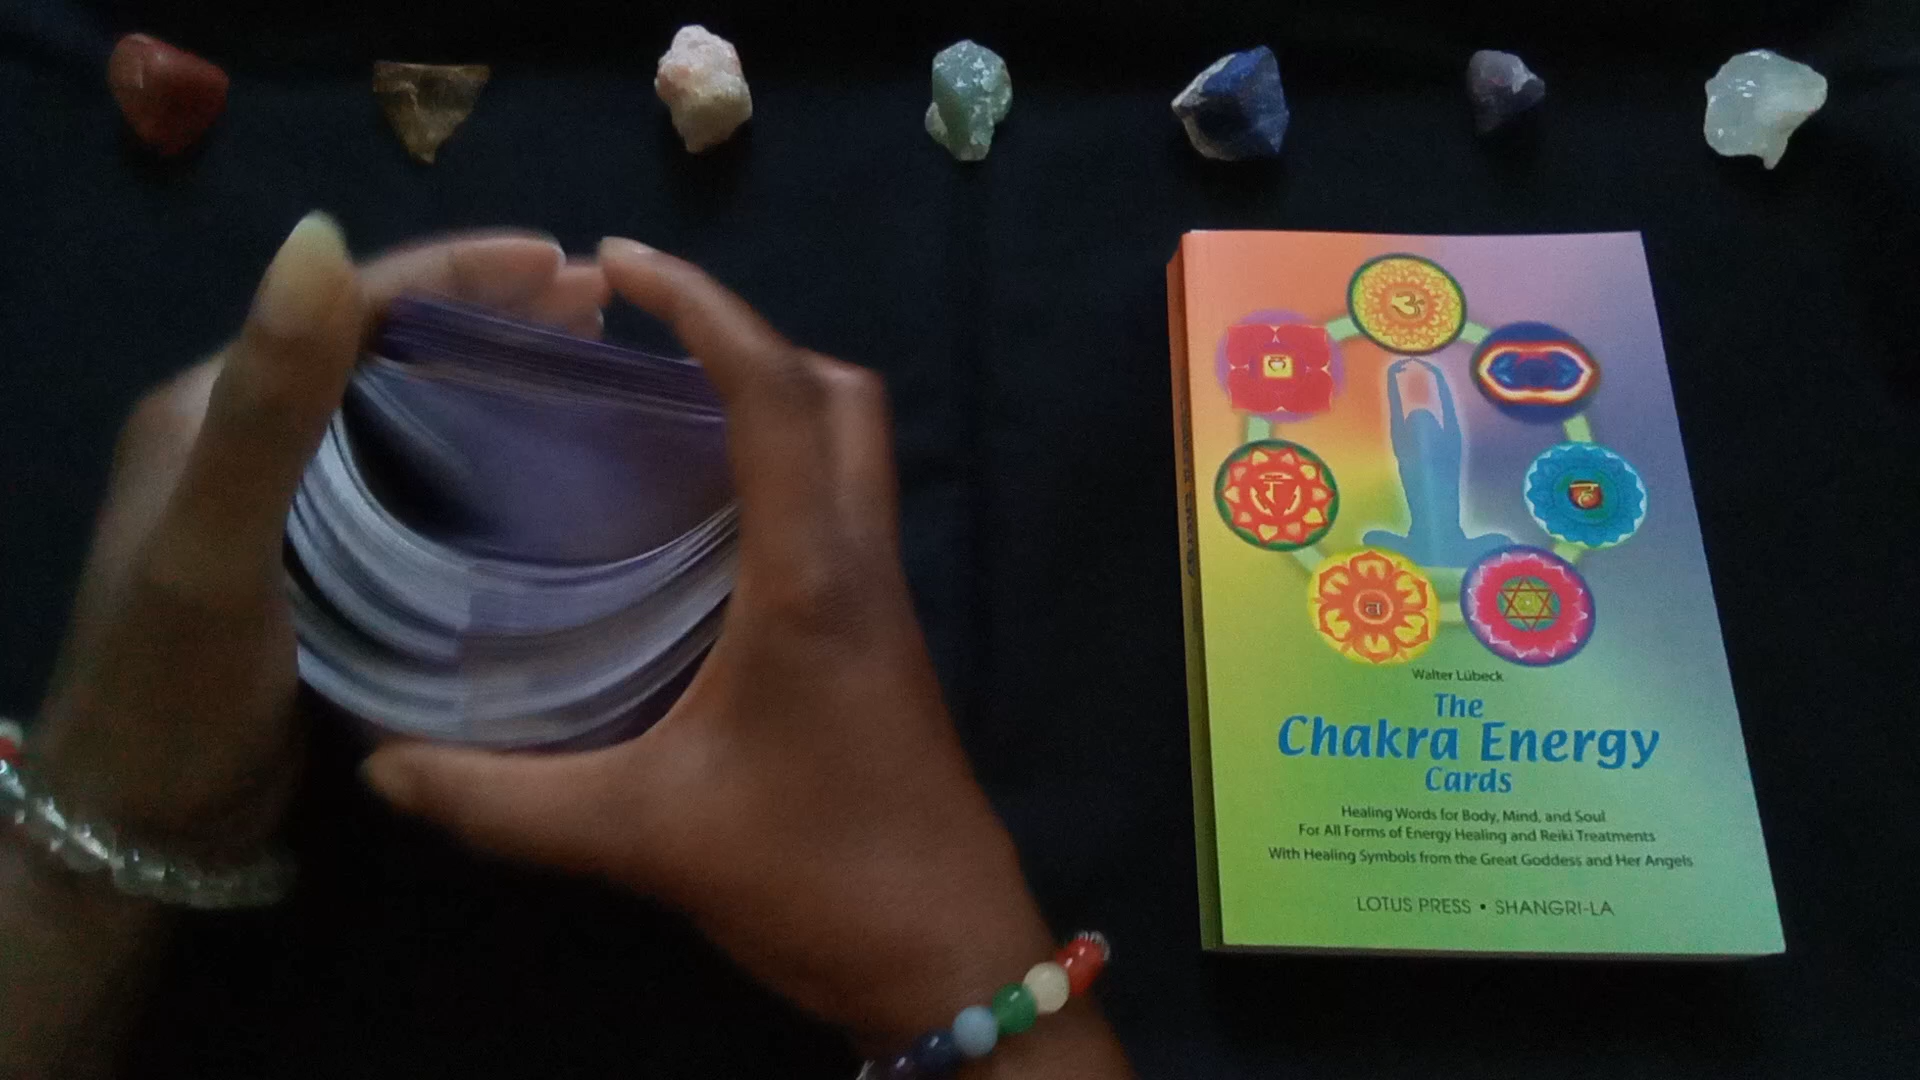 Walter Lübeck
The
Chakra Energy
Cards
Healing Words for Body, Mind, and Soul
For All Forms of Energy Healing and Reiki Treatments
With Healing Symbols from the Great Goddess and Her Angels
LOTUS PRESS • SHANGRI-LA